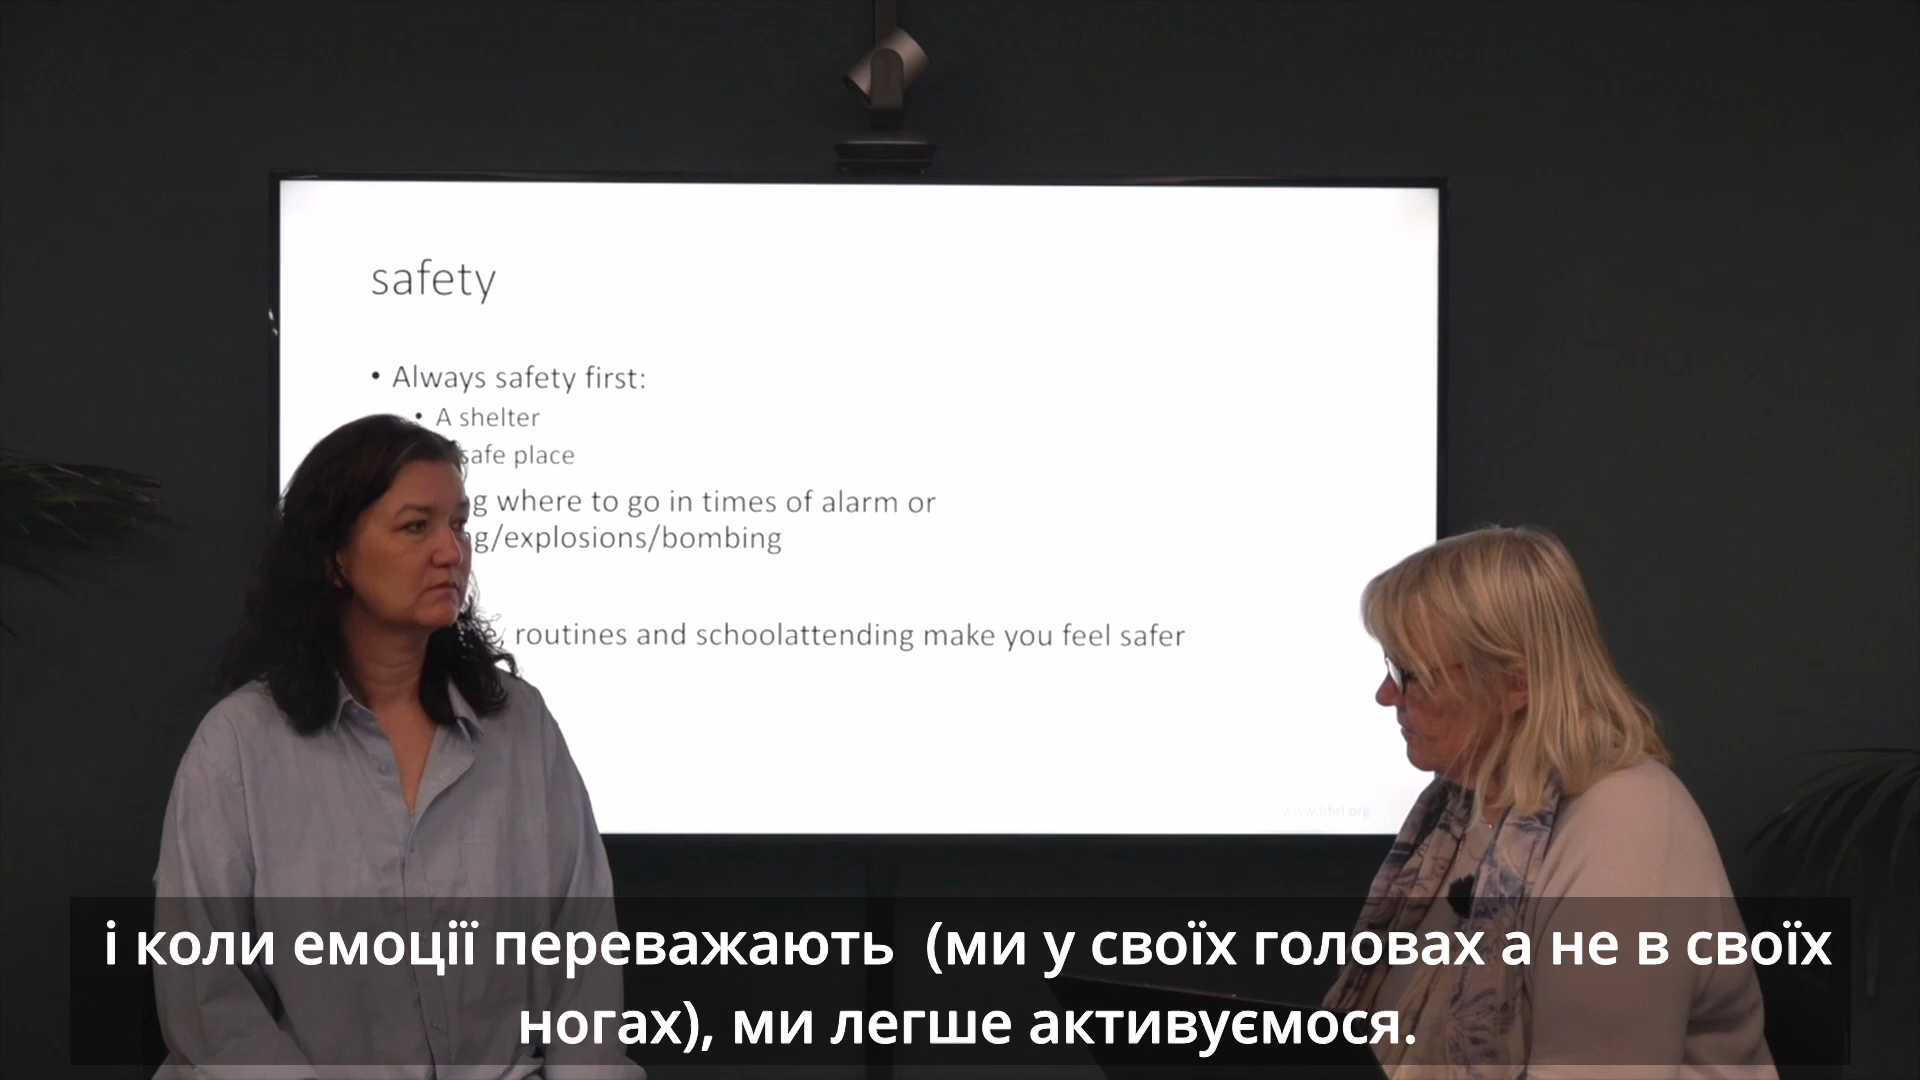 safety
• Always safety first:
• A shelter
safe place
where to go in times of alarm or
/explosions/bombing
routines and schoolattending make you feel safer
і коли емоції переважають (ми у своїх головах а не в своїх
ногах), ми легше активуємося.